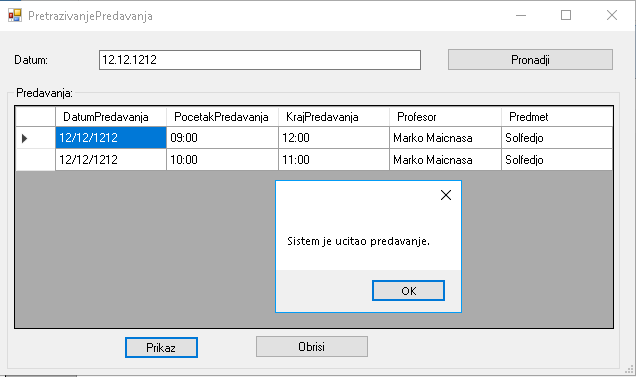 PretrazivanjePredavanja
Datum: 12.12.1212 Pronadji
Predavanja:
DatumPredavanja PocetakPredavanja KrajPredavanja Profesor Predmet
12/12/1212 09:00 12:00 Marko Maicnasa Solfedjo
12/12/1212 10:00 11:00 Marko Maicnasa Solfedjo
Sistem je ucitao predavanje.
OK
Prikaz Obrisi